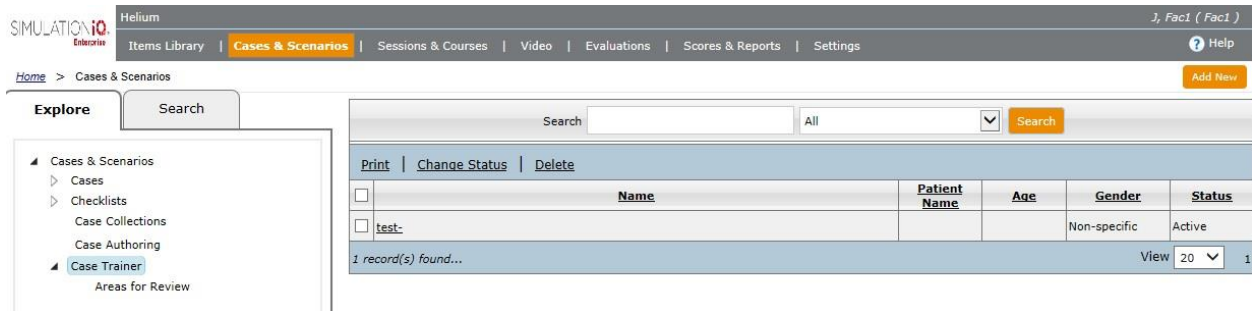 SIMULATIONiQ.
Enterprise
Helium
J, Fac1 ( Fac1 )
Items Library | Cases & Scenarios | Sessions & Courses | Video | Evaluations | Scores & Reports | Settings
? Help
Home > Cases & Scenarios
Add New
Explore
Search
Cases & Scenarios
Cases
Checklists
Case Collections
Case Authoring
Case Trainer
Areas for Review
Search
All
Search
Print | Change Status | Delete
Name
Patient Name
Age
Gender
Status
test-
Non-specific
Active
1 record(s) found...
View 20
1